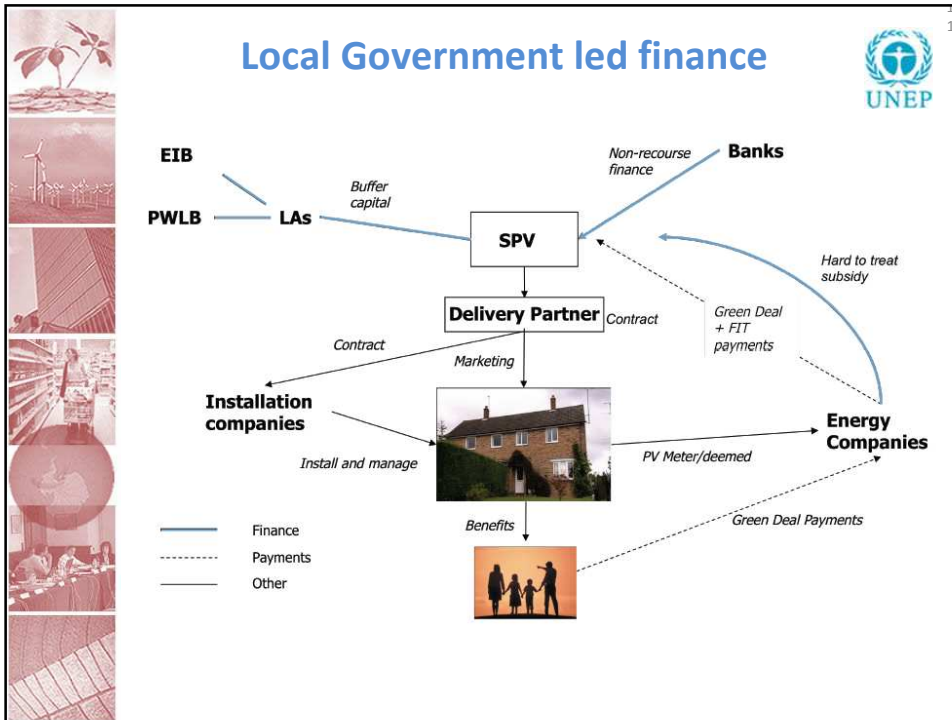 1
1
Local Government led finance
UNEP
EIB
PWLB
LAs
Buffer
capital
Non-recourse
finance
Banks
SPV
Hard to treat
subsidy
Delivery Partner
Contract
Green Deal
+ FIT
payments
Contract
Marketing
Installation
companies
Energy
Companies
Install and manage
PV Meter/deemed
Benefits
Green Deal Payments
Finance
Payments
Other